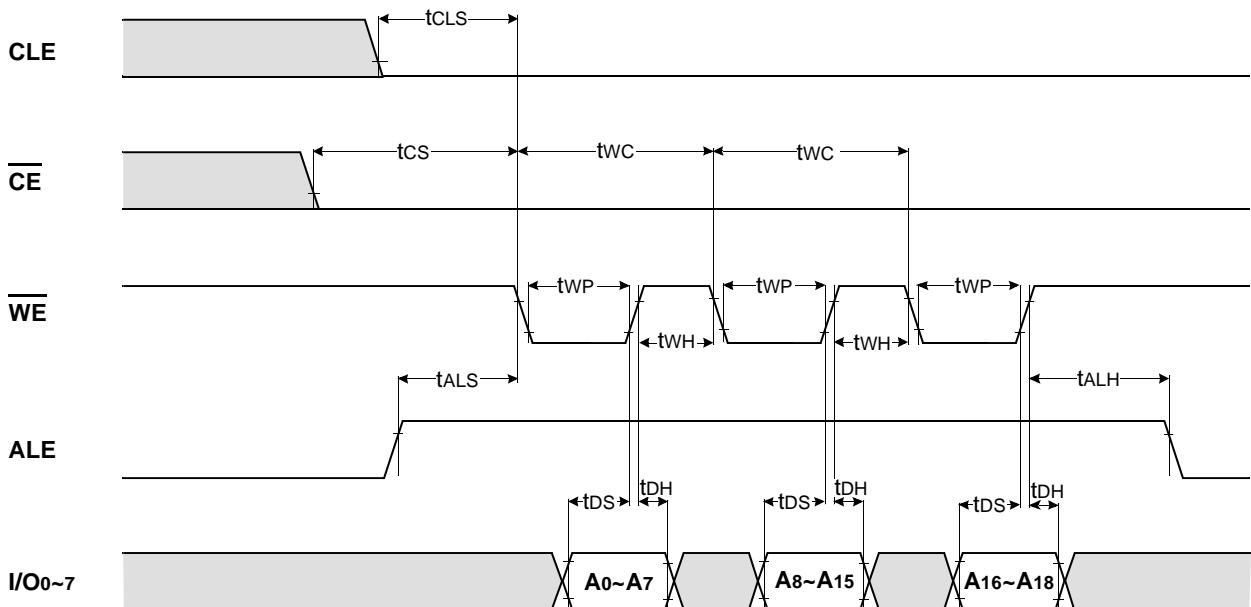 tCLS
CLE
tCS tWC tWC
CE
tWP tWP tWP
WE
tWH tWH
tALS tALH
ALE
tDS tDH tDS tDH tDS tDH
I/O0~7 A0~A7 A8~A15 A16~A18